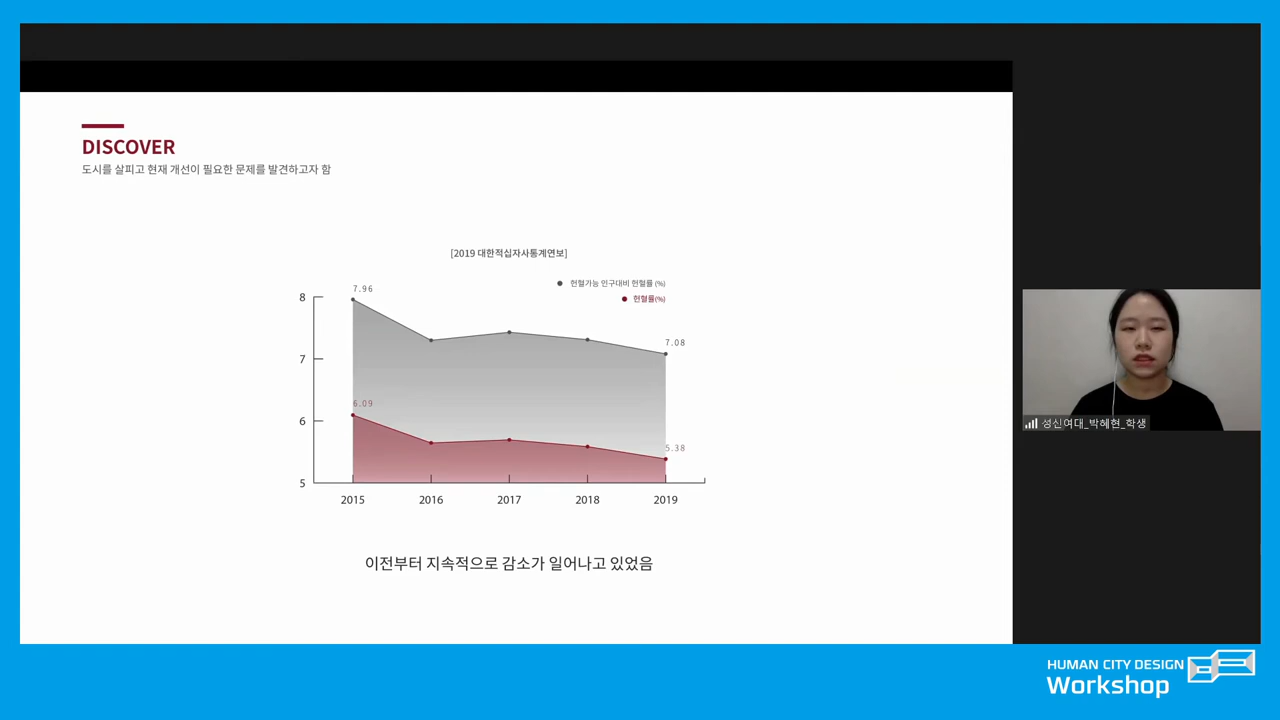 DISCOVER
도시를 살피고 현재 개선이 필요한 문제를 발견하고자 함
[2019 대한적십자사통계연보]
헌혈가능 인구대비 헌혈률 (%)
헌혈률(%)
8
7
6
5
7.96
7.08
6.09
5.38
2015 2016 2017 2018 2019
이전부터 지속적으로 감소가 일어나고 있었음
성신여대_박혜현_학생
HUMAN CITY DESIGN
Workshop